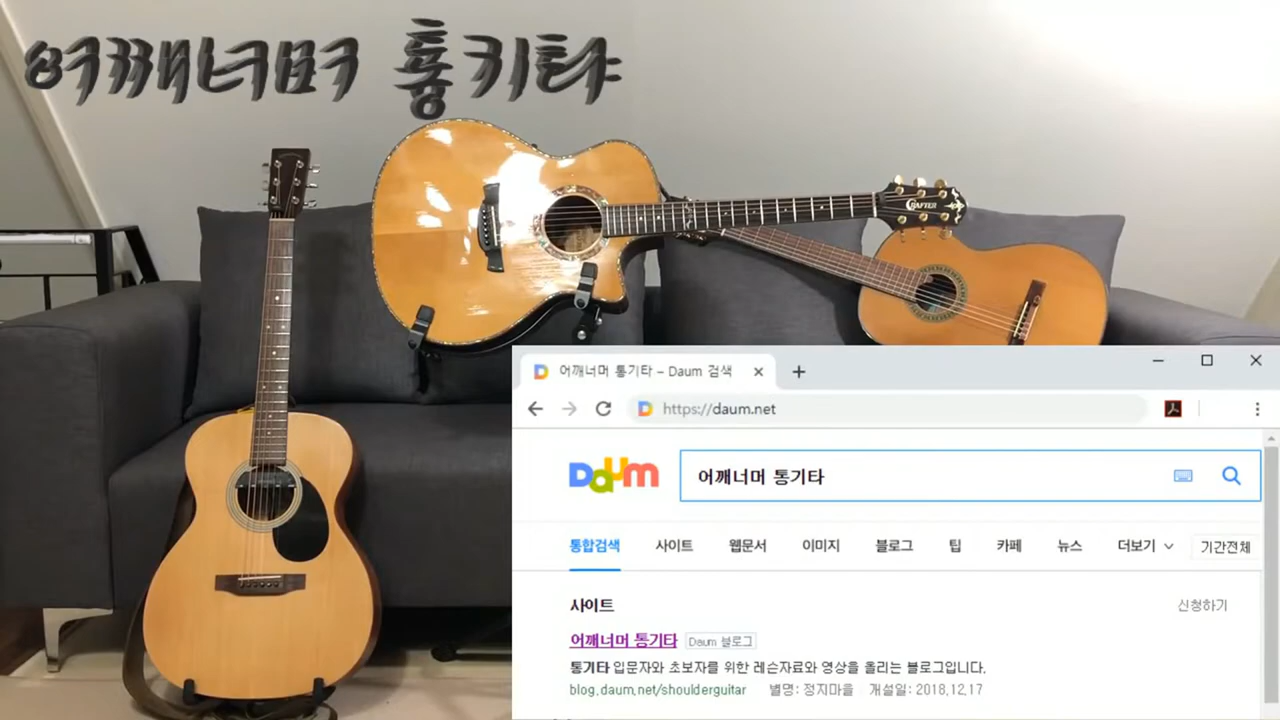 어깨너머 통기타
CRAFTER
어깨너머 통기타 – Daum 검색
https://daum.net
Daum
어깨너머 통기타
통합검색 사이트 웹문서 이미지 블로그 팁 카페 뉴스 더보기 기간전체
사이트 신청하기
어깨너머 통기타 Daum 블로그
통기타 입문자와 초보자를 위한 레슨자료와 영상을 올리는 블로그입니다.
blog.daum.net/shoulderguitar 별명: 정지마을 개설일: 2018.12.17